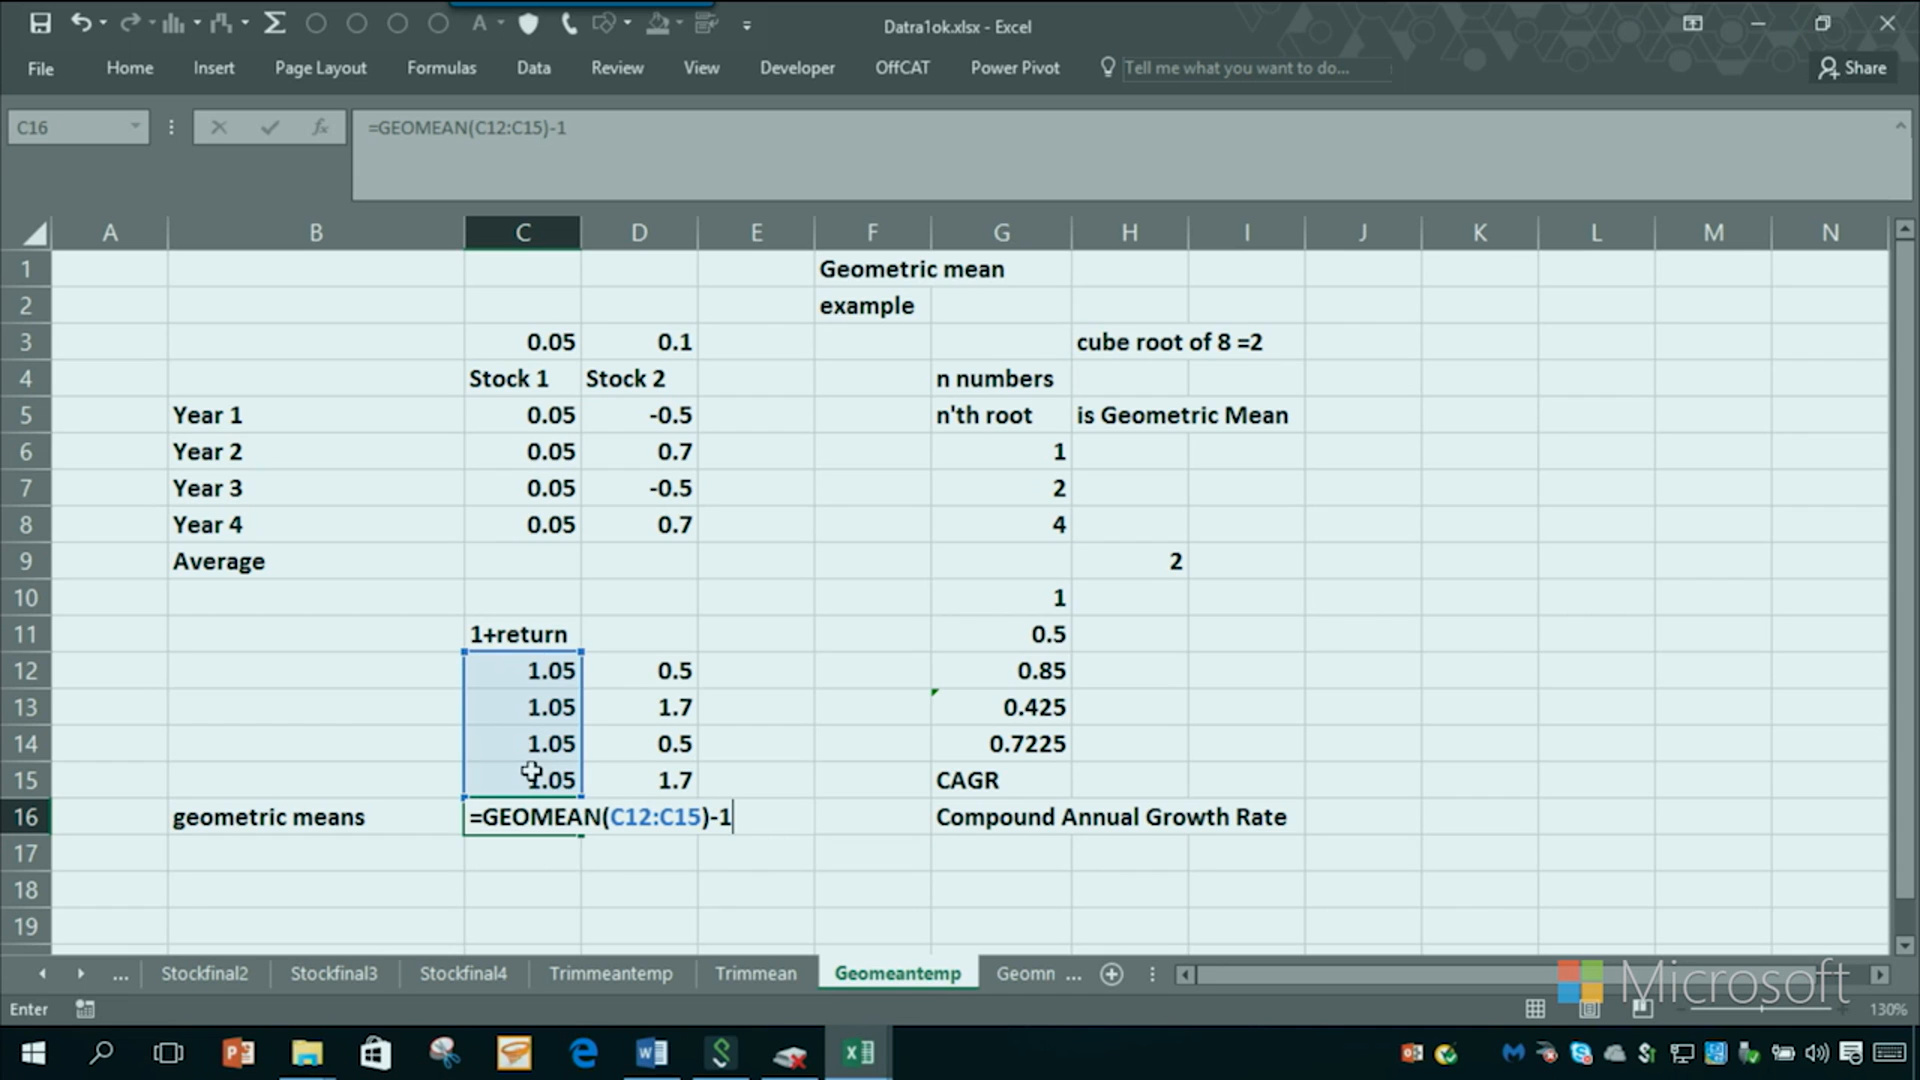 Datra1ok.xlsx - Excel
File Home Insert Page Layout Formulas Data Review View Developer OffCAT Power Pivot Tell me what you want to do... Share
C16 fx =GEOMEAN(C12:C15)-1
A B C D E F G H I J K L M N
1 Geometric mean
2 example
3 0.05 0.1 cube root of 8 =2
4 Stock 1 Stock 2 n numbers
5 Year 1 0.05 -0.5 n'th root is Geometric Mean
6 Year 2 0.05 0.7 1
7 Year 3 0.05 -0.5 2
8 Year 4 0.05 0.7 4
9 Average 2
10 1
11 1+return 0.5
12 1.05 0.5 0.85
13 1.05 1.7 0.425
14 1.05 0.5 0.7225
15 1.05 1.7 CAGR
16 geometric means =GEOMEAN(C12:C15)-1 Compound Annual Growth Rate
17
18
19
... Stockfinal2 Stockfinal3 Stockfinal4 Trimmeantemp Trimmean Geomeantemp Geomn ...
Microsoft
Enter 130%